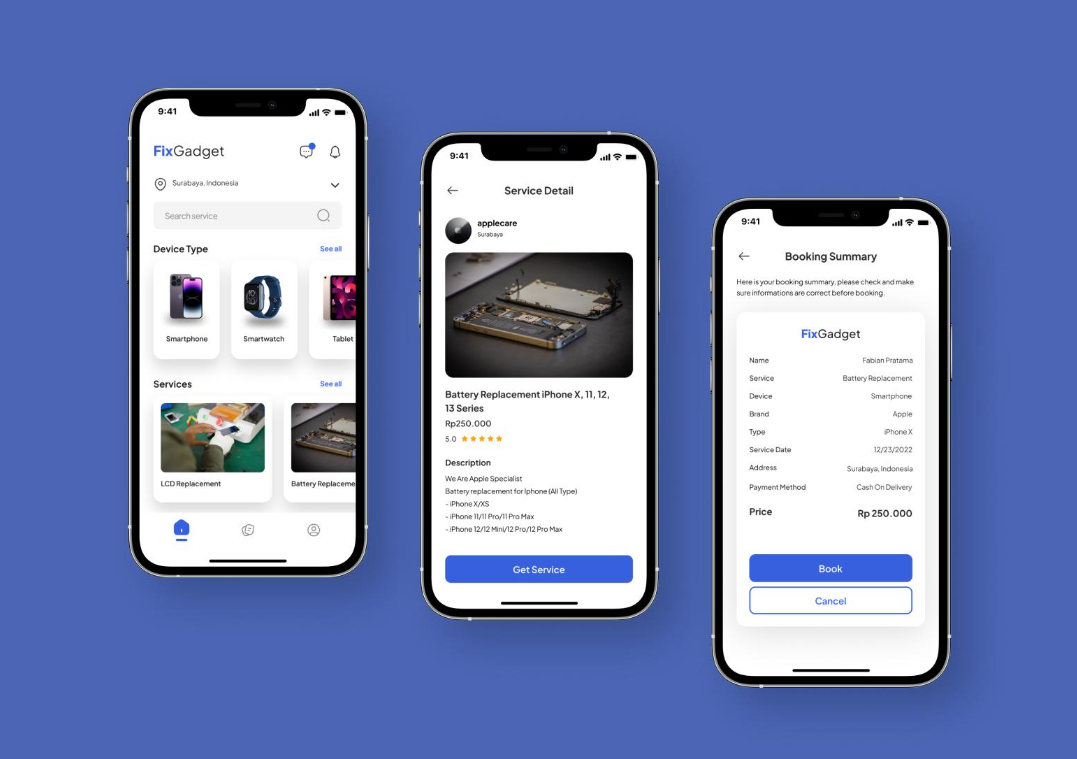 9:41
FixGadget
Surabaya, Indonesia
Search service
Device Type
See all
Smartphone
Smartwatch
Tablet
Services
See all
LCD Replacement
Battery Replaceme
9:41
Service Detail
applecare
Surabaya
Battery Replacement iPhone X, 11, 12,
13 Series
Rp250.000
5.0
Description
We Are Apple Specialist
Battery replacement for Iphone (All Type)
- iPhone X/XS
- iPhone 11/11 Pro/11 Pro Max
- iPhone 12/12 Mini/12 Pro/12 Pro Max
Get Service
9:41
Booking Summary
Here is your booking summary, please check and make
sure informations are correct before booking.
FixGadget
Name Fabian Pratama
Service Battery Replacement
Device Smartphone
Brand Apple
Type iPhone X
Service Date 12/23/2022
Address Surabaya, Indonesia
Payment Method Cash On Delivery
Price Rp 250.000
Book
Cancel